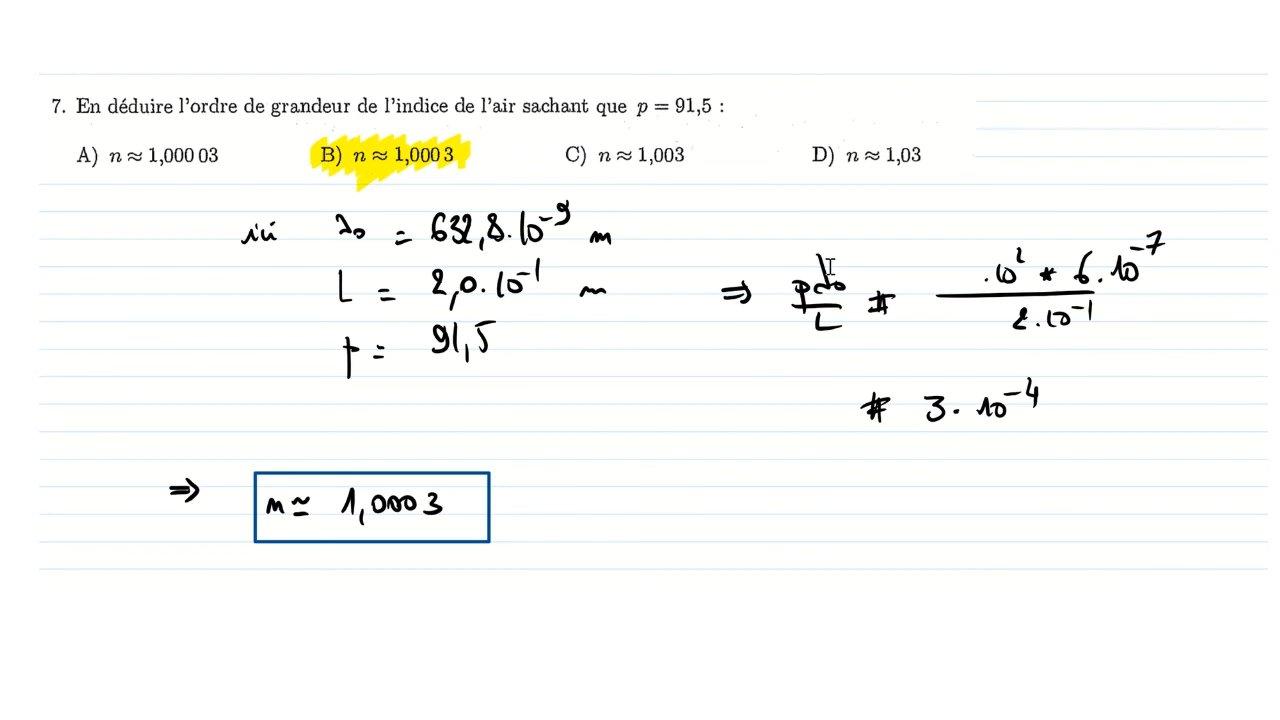 7. En déduire l'ordre de grandeur de l'indice de l'air sachant que p = 91,5 :
A) n ≈ 1,000 03 B) n ≈ 1,000 3 C) n ≈ 1,003 D) n ≈ 1,03
ici λ₀ = 632,8.10⁻⁹ m
L = 2,0.10⁻¹ m
p = 91,5
⇒ pλ₀/L # .10² * 6.10⁻⁷ / 2.10⁻¹
# 3.10⁻⁴
⇒ n ≃ 1,0003